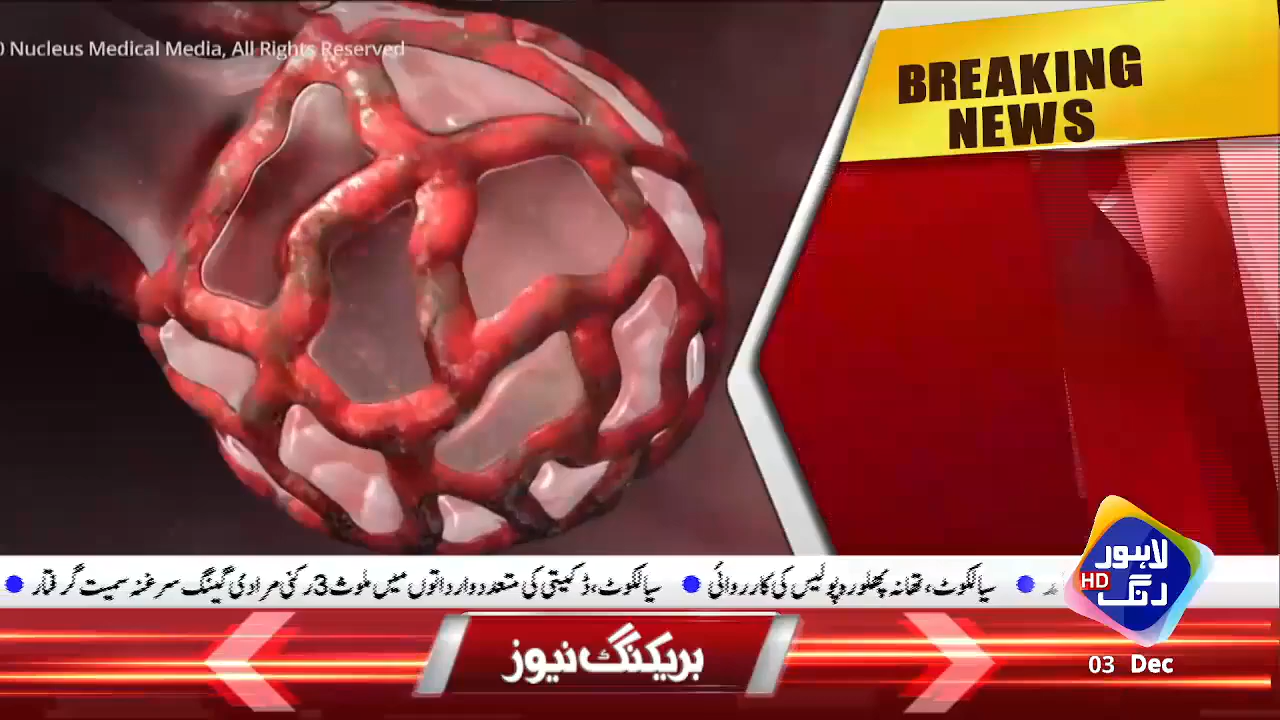 0 Nucleus Medical Media, All Rights Reserved
BREAKING
NEWS
لاہور
HD
رنگ
سیالکوٹ، تھانہ پھلورہ پولیس کی کارروائی ● سیالکوٹ، ڈکیتی کی متعدد وارداتوں میں ملوث 3 رکنی مرادی گینگ سرغنہ سمیت گرفتار
بریکنگ نیوز
03 Dec